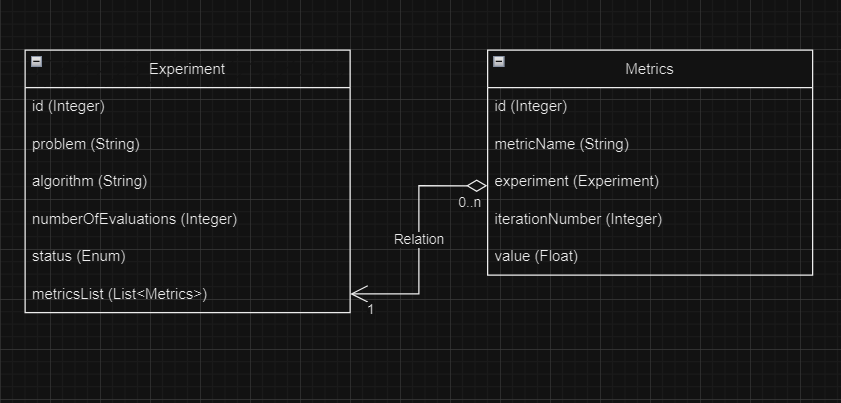 Experiment
id (Integer)
problem (String)
algorithm (String)
numberOfEvaluations (Integer)
status (Enum)
metricsList (List<Metrics>)
Metrics
id (Integer)
metricName (String)
experiment (Experiment)
iterationNumber (Integer)
value (Float)
0..n
Relation
1